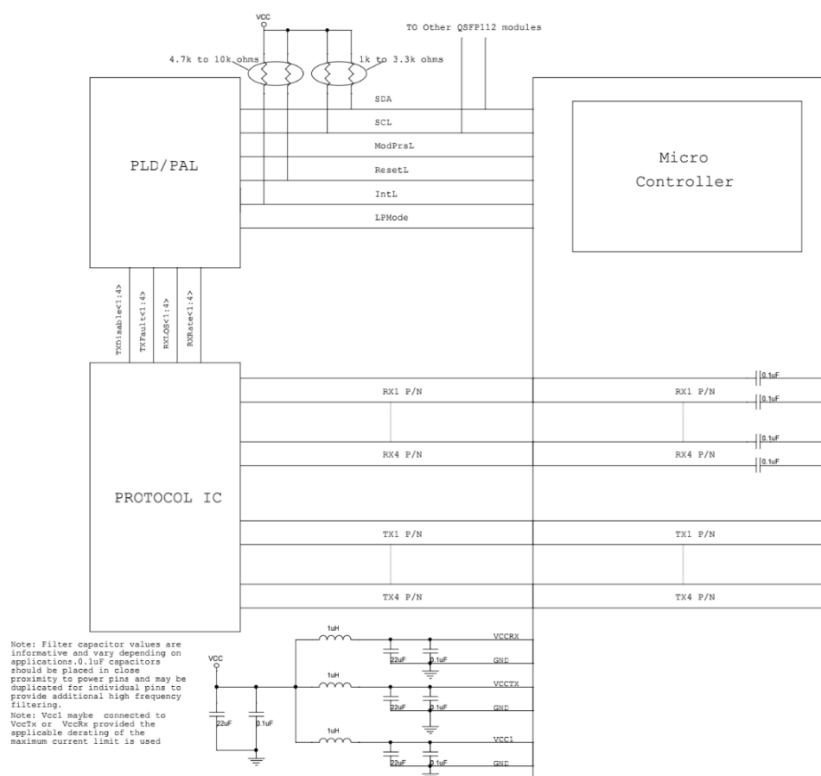 VCC
TO Other QSFP112 modules
4.7k to 10k ohms
1k to 3.3k ohms
SDA
SCL
ModPrsL
ResetL
IntL
LPMode
PLD/PAL
Micro
Controller
TXDisable<1:4>
TXFault<1:4>
RXLOS<1:4>
RXRate<1:4>
0.1uF
RX1 P/N
RX1 P/N
0.1uF
0.1uF
RX4 P/N
RX4 P/N
0.1uF
PROTOCOL IC
TX1 P/N
TX1 P/N
TX4 P/N
TX4 P/N
Note: Filter capacitor values are
informative and vary depending on
applications.0.1uF capacitors
should be placed in close
proximity to power pins and may be
duplicated for individual pins to
provide additional high frequency
filtering.
Note: Vcc1 maybe connected to
VccTx or VccRx provided the
applicable derating of the
maximum current limit is used
VCC
22uF
0.1uF
1uH
VCCRX
22uF
0.1uF
GND
1uH
VCCTX
22uF
0.1uF
GND
1uH
VCC1
22uF
0.1uF
GND